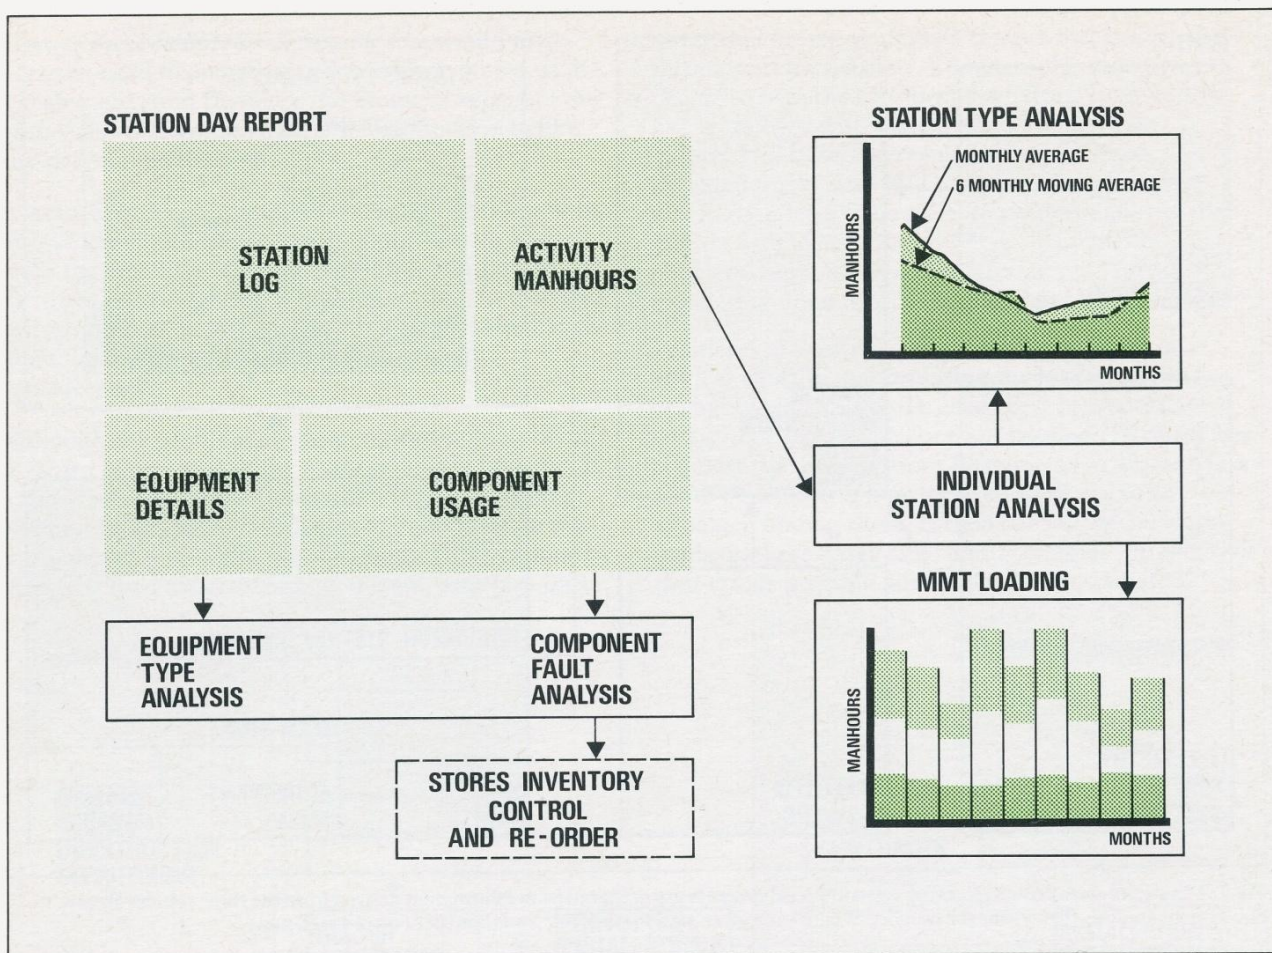 STATION DAY REPORT
STATION
LOG
ACTIVITY
MANHOURS
EQUIPMENT
DETAILS
COMPONENT
USAGE
EQUIPMENT
TYPE
ANALYSIS
COMPONENT
FAULT
ANALYSIS
STORES INVENTORY
CONTROL
AND RE-ORDER
STATION TYPE ANALYSIS
MONTHLY AVERAGE
6 MONTHLY MOVING AVERAGE
MANHOURS
MONTHS
INDIVIDUAL
STATION ANALYSIS
MMT LOADING
MANHOURS
MONTHS